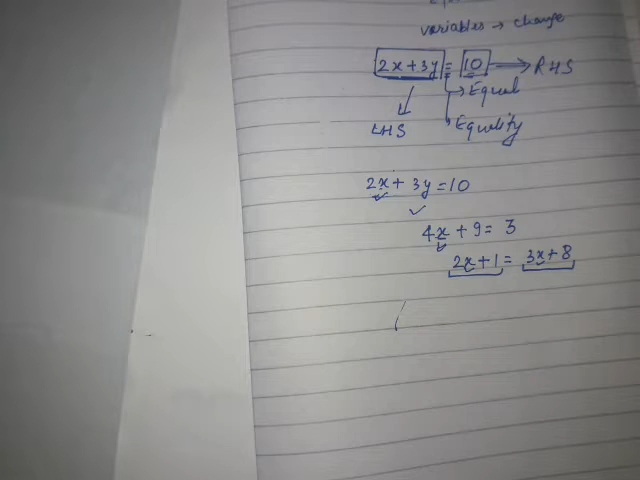 variables → change
2x+3y = 10 → RHS
→ Equal
LHS
Equality
2x + 3y = 10
4x + 9 = 3
2x + 1 = 3x + 8